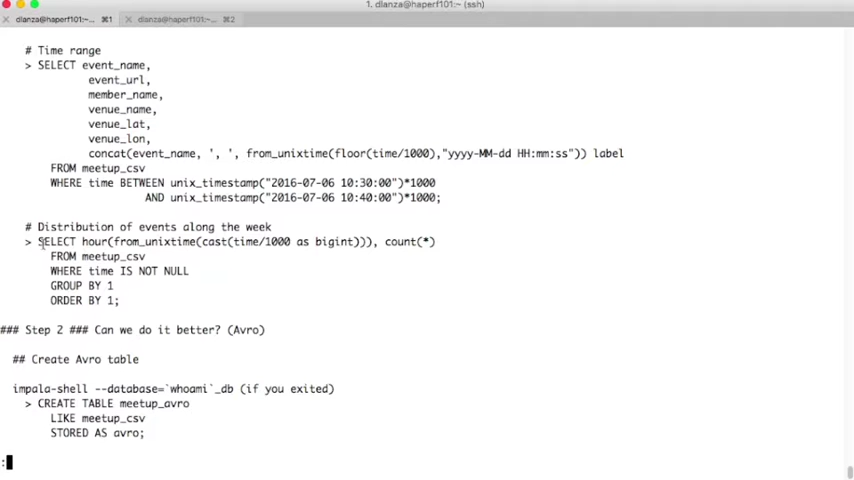 1. dlanza@haperf101:~ (ssh)
dlanza@haperf101:~... ⌘1
dlanza@haperf101:~... ⌘2
# Time range
> SELECT event_name,
event_url,
member_name,
venue_name,
venue_lat,
venue_lon,
concat(event_name, ', ', from_unixtime(floor(time/1000),"yyyy-MM-dd HH:mm:ss")) label
FROM meetup_csv
WHERE time BETWEEN unix_timestamp("2016-07-06 10:30:00")*1000
AND unix_timestamp("2016-07-06 10:40:00")*1000;
# Distribution of events along the week
> SELECT hour(from_unixtime(cast(time/1000 as bigint))), count(*)
FROM meetup_csv
WHERE time IS NOT NULL
GROUP BY 1
ORDER BY 1;
### Step 2 ### Can we do it better? (Avro)
## Create Avro table
impala-shell --database=`whoami`_db (if you exited)
> CREATE TABLE meetup_avro
LIKE meetup_csv
STORED AS avro;
: